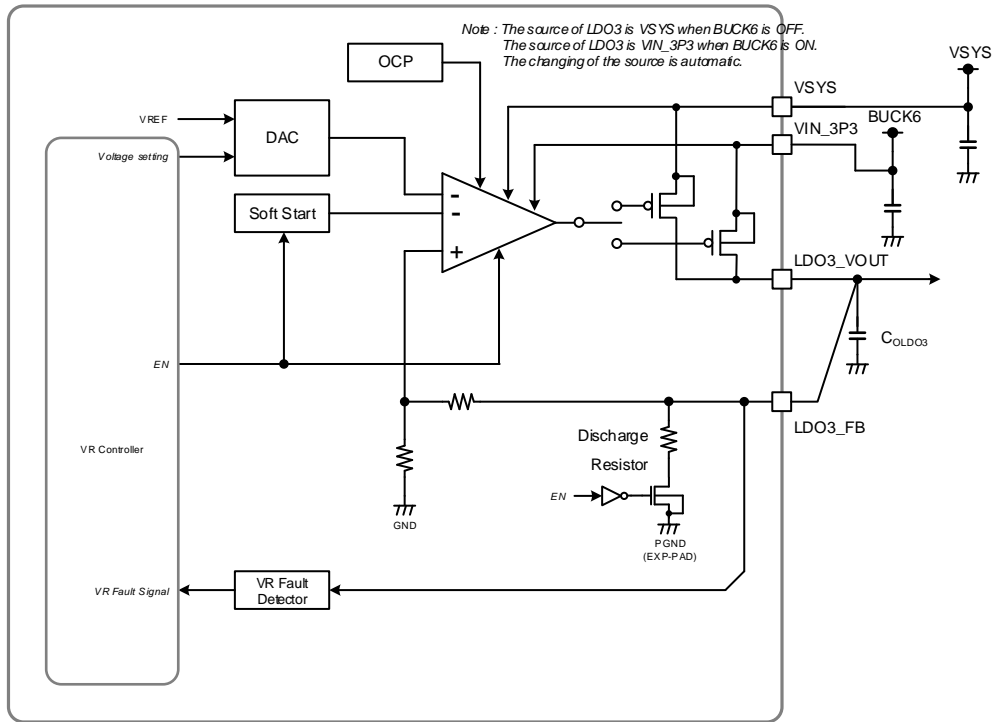 Note : The source of LDO3 is VSYS when BUCK6 is OFF.
The source of LDO3 is VIN_3P3 when BUCK6 is ON.
The changing of the source is automatic.
OCP
VSYS
VSYS
VREF
DAC
VIN_3P3
BUCK6
Voltage setting
Soft Start
-
-
+
LDO3_VOUT
COLDO3
EN
LDO3_FB
Discharge
Resistor
VR Controller
EN
GND
PGND
(EXP-PAD)
VR Fault Signal
VR Fault
Detector